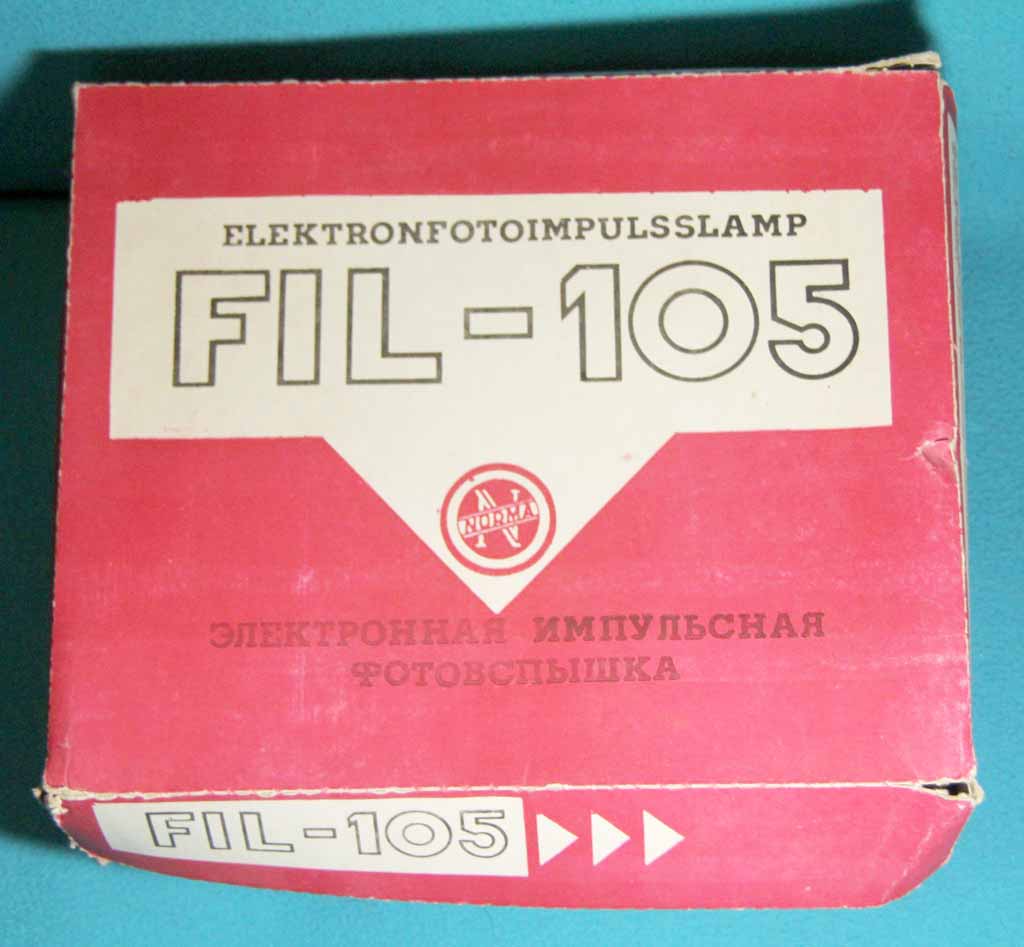 ELEKTRONFOTOIMPULSSLAMP
FIL-105
N
NORMA
ЭЛЕКТРОННАЯ ИМПУЛЬСНАЯ
ФОТОВСПЫШКА
FIL-105